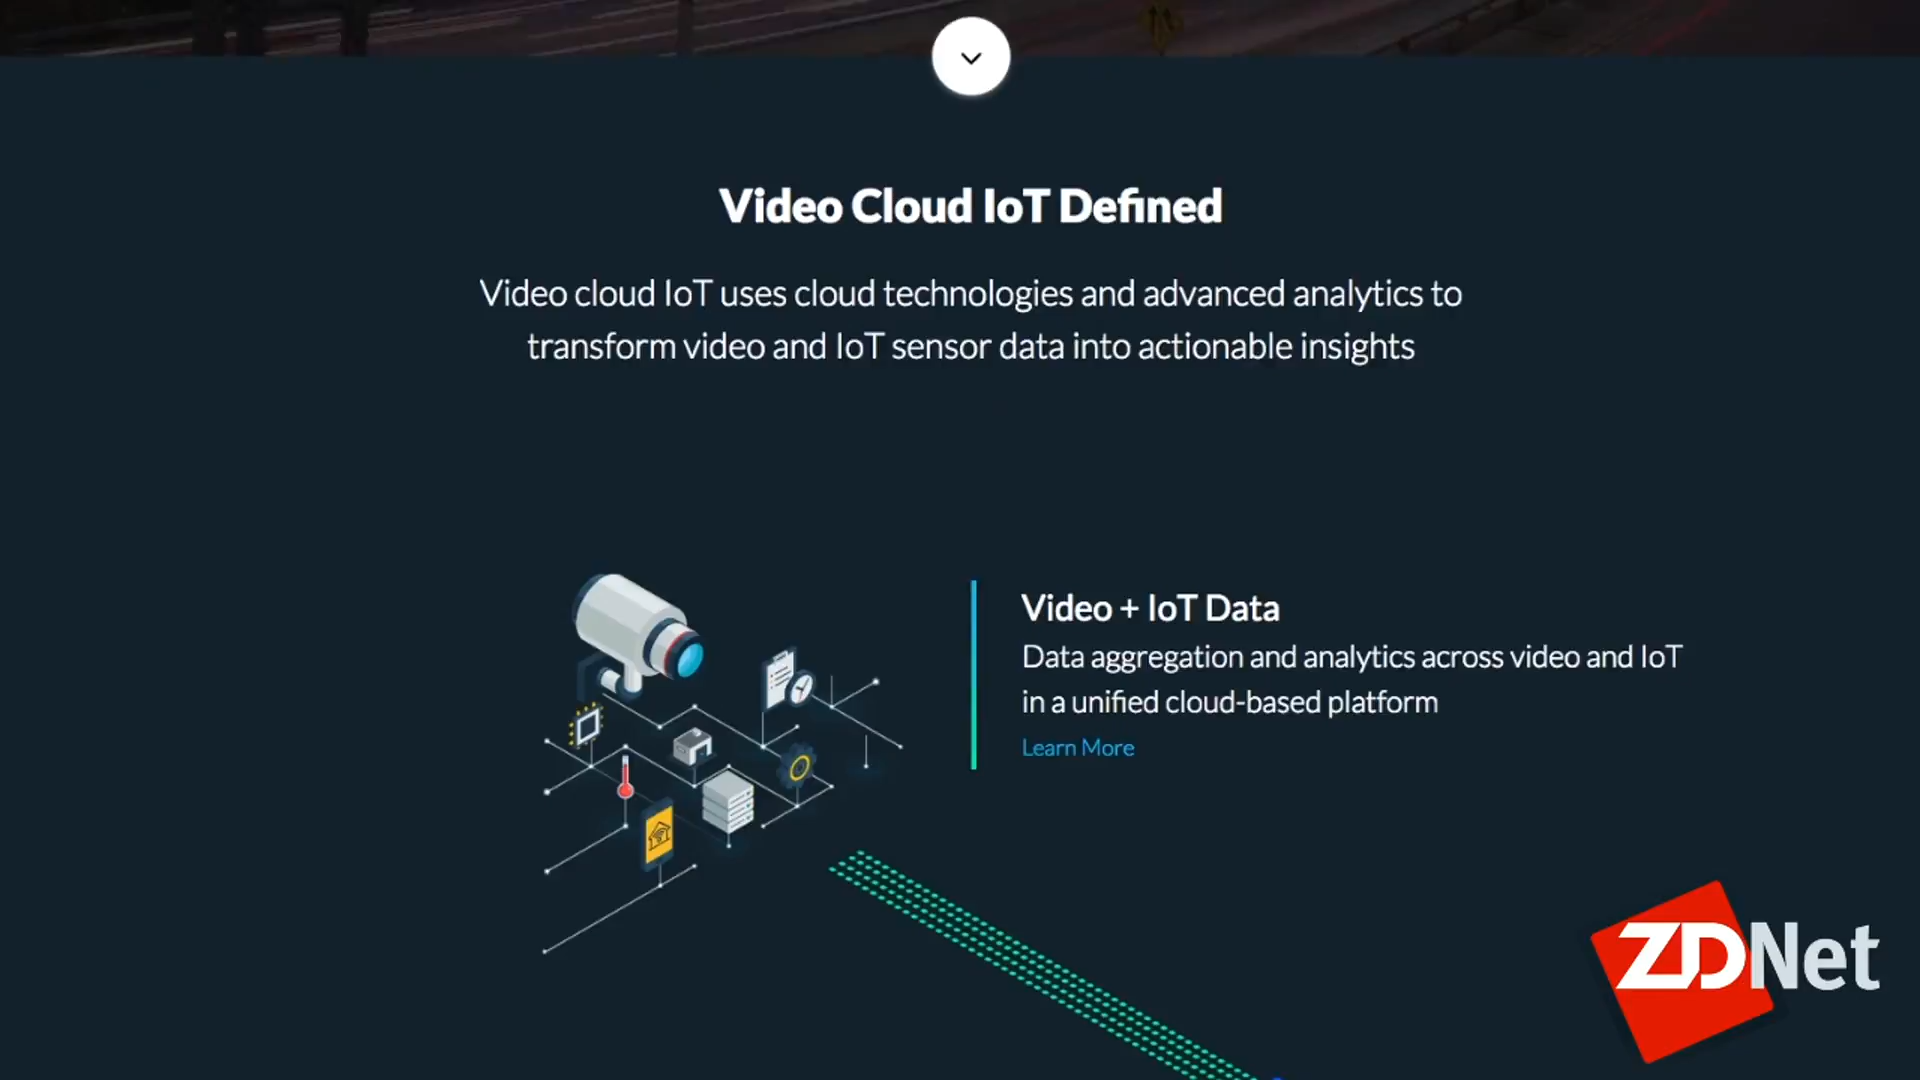 Video Cloud IoT Defined
Video cloud IoT uses cloud technologies and advanced analytics to
transform video and IoT sensor data into actionable insights
Video + IoT Data
Data aggregation and analytics across video and IoT
in a unified cloud-based platform
Learn More
ZDNet